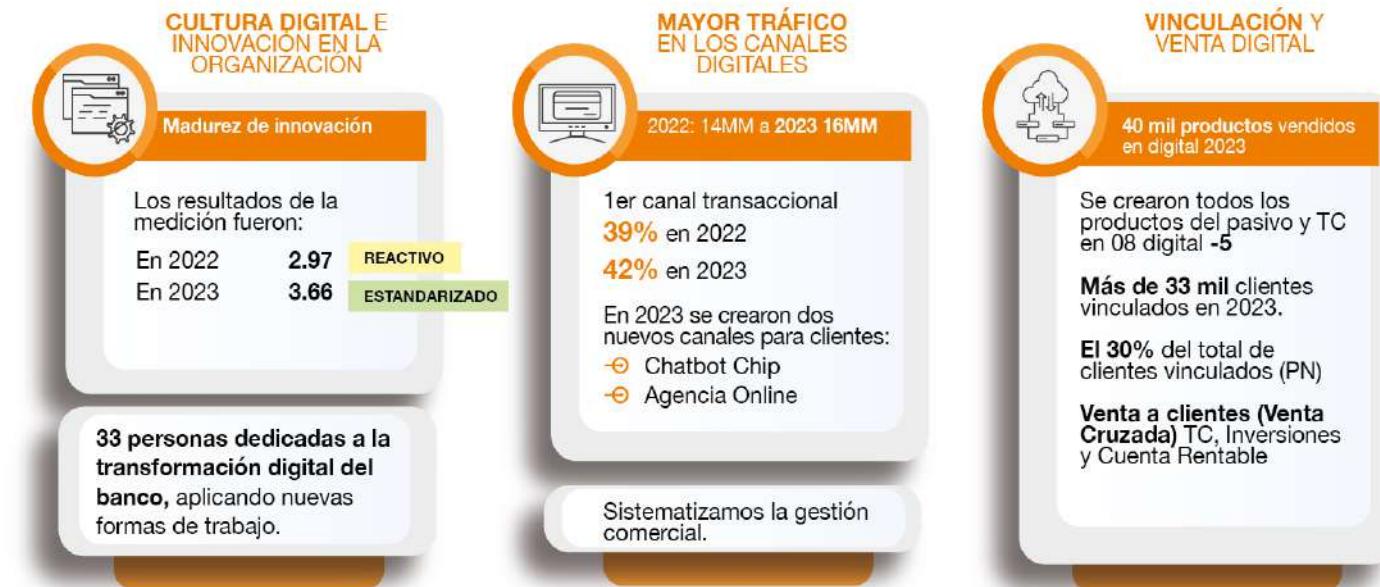 CULTURA DIGITAL E
INNOVACIÓN EN LA
ORGANIZACIÓN
Madurez de innovación
Los resultados de la
medición fueron:
En 2022 2.97 REACTIVO
En 2023 3.66 ESTANDARIZADO
33 personas dedicadas a la
transformación digital del
banco, aplicando nuevas
formas de trabajo.
MAYOR TRÁFICO
EN LOS CANALES
DIGITALES
2022: 14MM a 2023 16MM
1er canal transaccional
39% en 2022
42% en 2023
En 2023 se crearon dos
nuevos canales para clientes:
Chatbot Chip
Agencia Online
Sistematizamos la gestión
comercial.
VINCULACIÓN Y
VENTA DIGITAL
40 mil productos vendidos
en digital 2023
Se crearon todos los
productos del pasivo y TC
en 08 digital -5
Más de 33 mil clientes
vinculados en 2023.
El 30% del total de
clientes vinculados (PN)
Venta a clientes (Venta
Cruzada) TC, Inversiones
y Cuenta Rentable